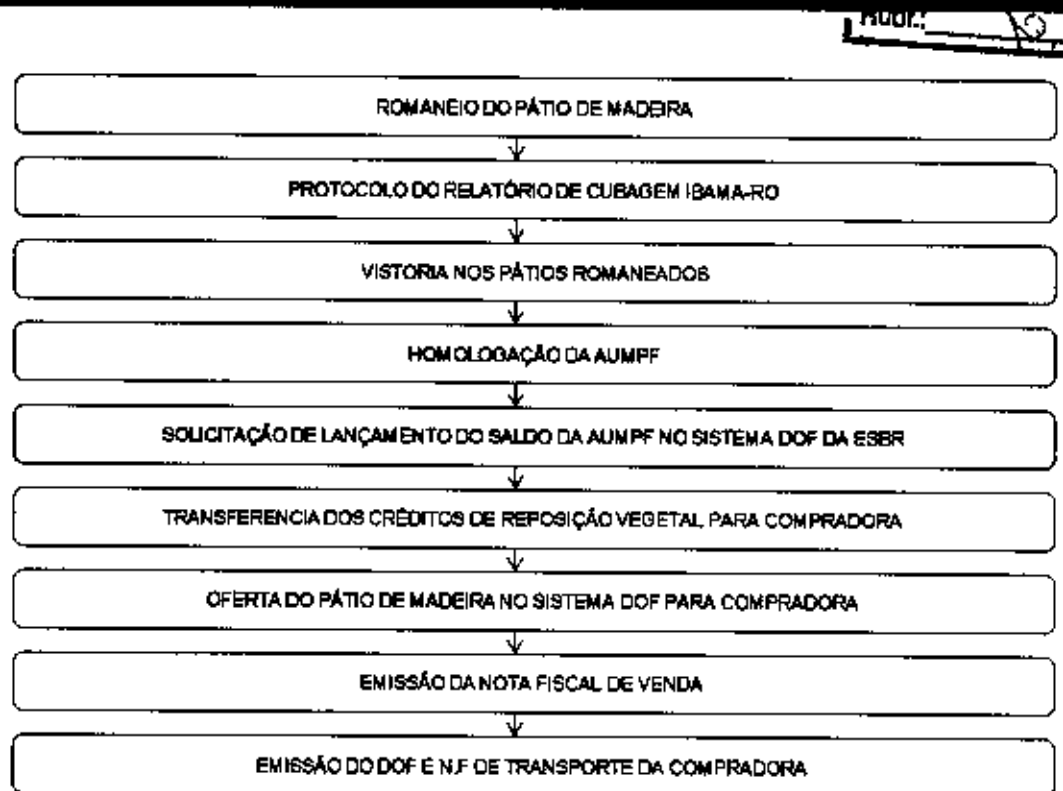 Rubr.:
ROMANEIO DO PÁTIO DE MADEIRA
PROTOCOLO DO RELATÓRIO DE CUBAGEM IBAMA-RO
VISTORIA NOS PÁTIOS ROMANEADOS
HOMOLOGAÇÃO DA AUMPF
SOLICITAÇÃO DE LANÇAMENTO DO SALDO DA AUMPF NO SISTEMA DOF DA ESBR
TRANSFERENCIA DOS CRÉDITOS DE REPOSIÇÃO VEGETAL PARA COMPRADORA
OFERTA DO PÁTIO DE MADEIRA NO SISTEMA DOF PARA COMPRADORA
EMISSÃO DA NOTA FISCAL DE VENDA
EMISSÃO DO DOF E N.F DE TRANSPORTE DA COMPRADORA